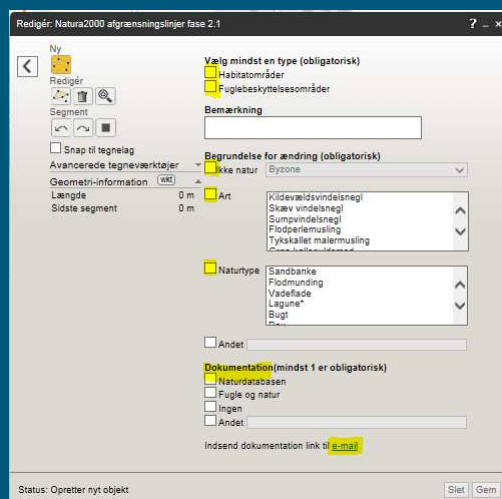 Redigér: Natura2000 afgrænsningslinjer fase 2.1
? _ ×
Ny
Redigér
Segment
Snap til tegnelag
Avancerede tegneværktøjer
Geometri-information wkt
Længde 0 m
Sidste segment 0 m
Vælg mindst en type (obligatorisk)
Habitatområder
Fuglebeskyttelsesområder
Bemærkning
Begrundelse for ændring (obligatorisk)
Ikke natur Byzone
Art
Kildevældsvindelsnegl
Skæv vindelsnegl
Sumpvindelsnegl
Flodperlemusling
Tykskallet malermusling
Naturtype
Sandbanke
Flodmunding
Vadeflade
Lagune*
Bugt
Andet
Dokumentation(mindst 1 er obligatorisk)
Naturdatabasen
Fugle og natur
Ingen
Andet
Indsend dokumentation link til e-mail
Status: Opretter nyt objekt
Slet Gem